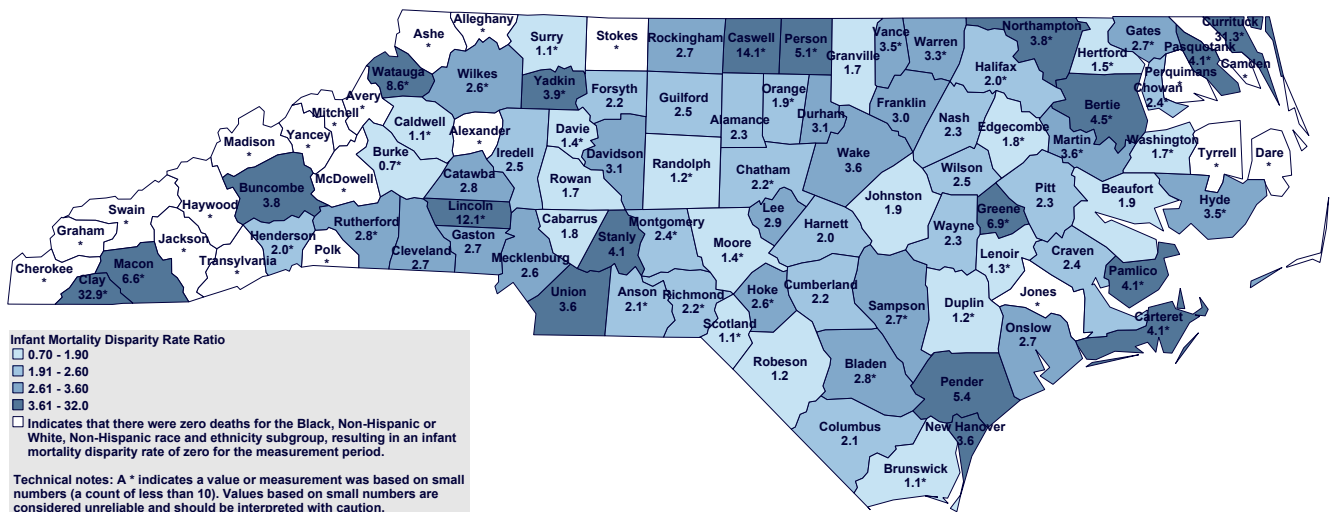 Alleghany
*
Ashe
*
Surry
1.1*
Stokes
*
Rockingham
2.7
Caswell
14.1*
Person
5.1*
Granville
1.7
Vance
3.5*
Warren
3.3*
Northampton
3.8*
Halifax
2.0*
Hertford
1.5*
Gates
2.7*
Currituck
31.3*
Pasquotank
4.1*
Camden
*
Perquimans
*
Chowan
2.4*
Bertie
4.5*
Watauga
8.6*
Wilkes
2.6*
Yadkin
3.9*
Forsyth
2.2
Guilford
2.5
Alamance
2.3
Orange
1.9*
Durham
3.1
Franklin
3.0
Nash
2.3
Edgecombe
1.8*
Martin
3.6*
Washington
1.7*
Tyrrell
*
Dare
*
Avery
*
Mitchell
*
Yancey
*
Madison
*
Caldwell
1.1*
Alexander
*
Burke
0.7*
Iredell
2.5
Davie
1.4*
Davidson
3.1
Randolph
1.2*
Chatham
2.2*
Wake
3.6
Wilson
2.5
Pitt
2.3
Beaufort
1.9
Hyde
3.5*
McDowell
*
Buncombe
3.8
Catawba
2.8
Rowan
1.7
Haywood
*
Swain
*
Graham
*
Cherokee
*
Clay
32.9*
Macon
6.6*
Jackson
*
Transylvania
*
Henderson
2.0*
Polk
*
Rutherford
2.8*
Cleveland
2.7
Lincoln
12.1*
Gaston
2.7
Mecklenburg
2.6
Cabarrus
1.8
Stanly
4.1
Union
3.6
Montgomery
2.4*
Anson
2.1*
Richmond
2.2*
Moore
1.4*
Lee
2.9
Harnett
2.0
Johnston
1.9
Wayne
2.3
Greene
6.9*
Lenoir
1.3*
Craven
2.4
Pamlico
4.1*
Jones
*
Carteret
4.1*
Onslow
2.7
Duplin
1.2*
Sampson
2.7*
Cumberland
2.2
Hoke
2.6*
Scotland
1.1*
Robeson
1.2
Bladen
2.8*
Pender
5.4
New Hanover
3.6
Columbus
2.1
Brunswick
1.1*
Infant Mortality Disparity Rate Ratio
0.70 - 1.90
1.91 - 2.60
2.61 - 3.60
3.61 - 32.0
Indicates that there were zero deaths for the Black, Non-Hispanic or
White, Non-Hispanic race and ethnicity subgroup, resulting in an infant
mortality disparity rate of zero for the measurement period.
Technical notes: A * indicates a value or measurement was based on small
numbers (a count of less than 10). Values based on small numbers are
considered unreliable and should be interpreted with caution.